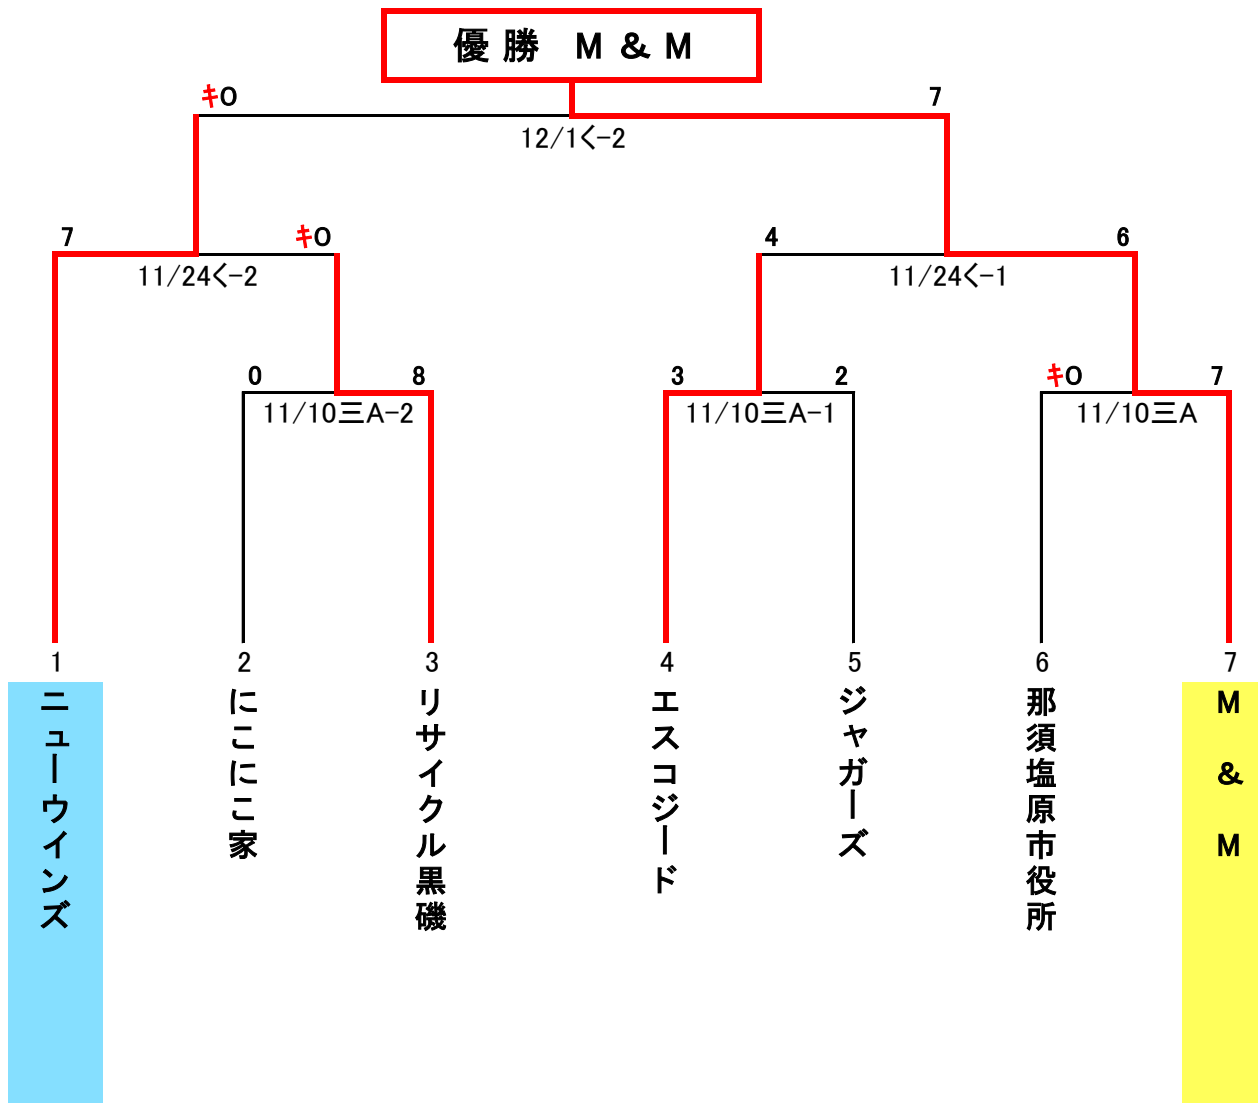 優勝 M & M
ｷ0 7
12/1く-2
7 ｷ0 4 6
11/24く-2 11/24く-1
0 8 3 2 ｷ0 7
11/10三A-2 11/10三A-1 11/10三A
1 2 3 4 5 6 7
ニューウインズ
にこにこ家
リサイクル黒磯
エスコジード
ジャガーズ
那須塩原市役所
M & M